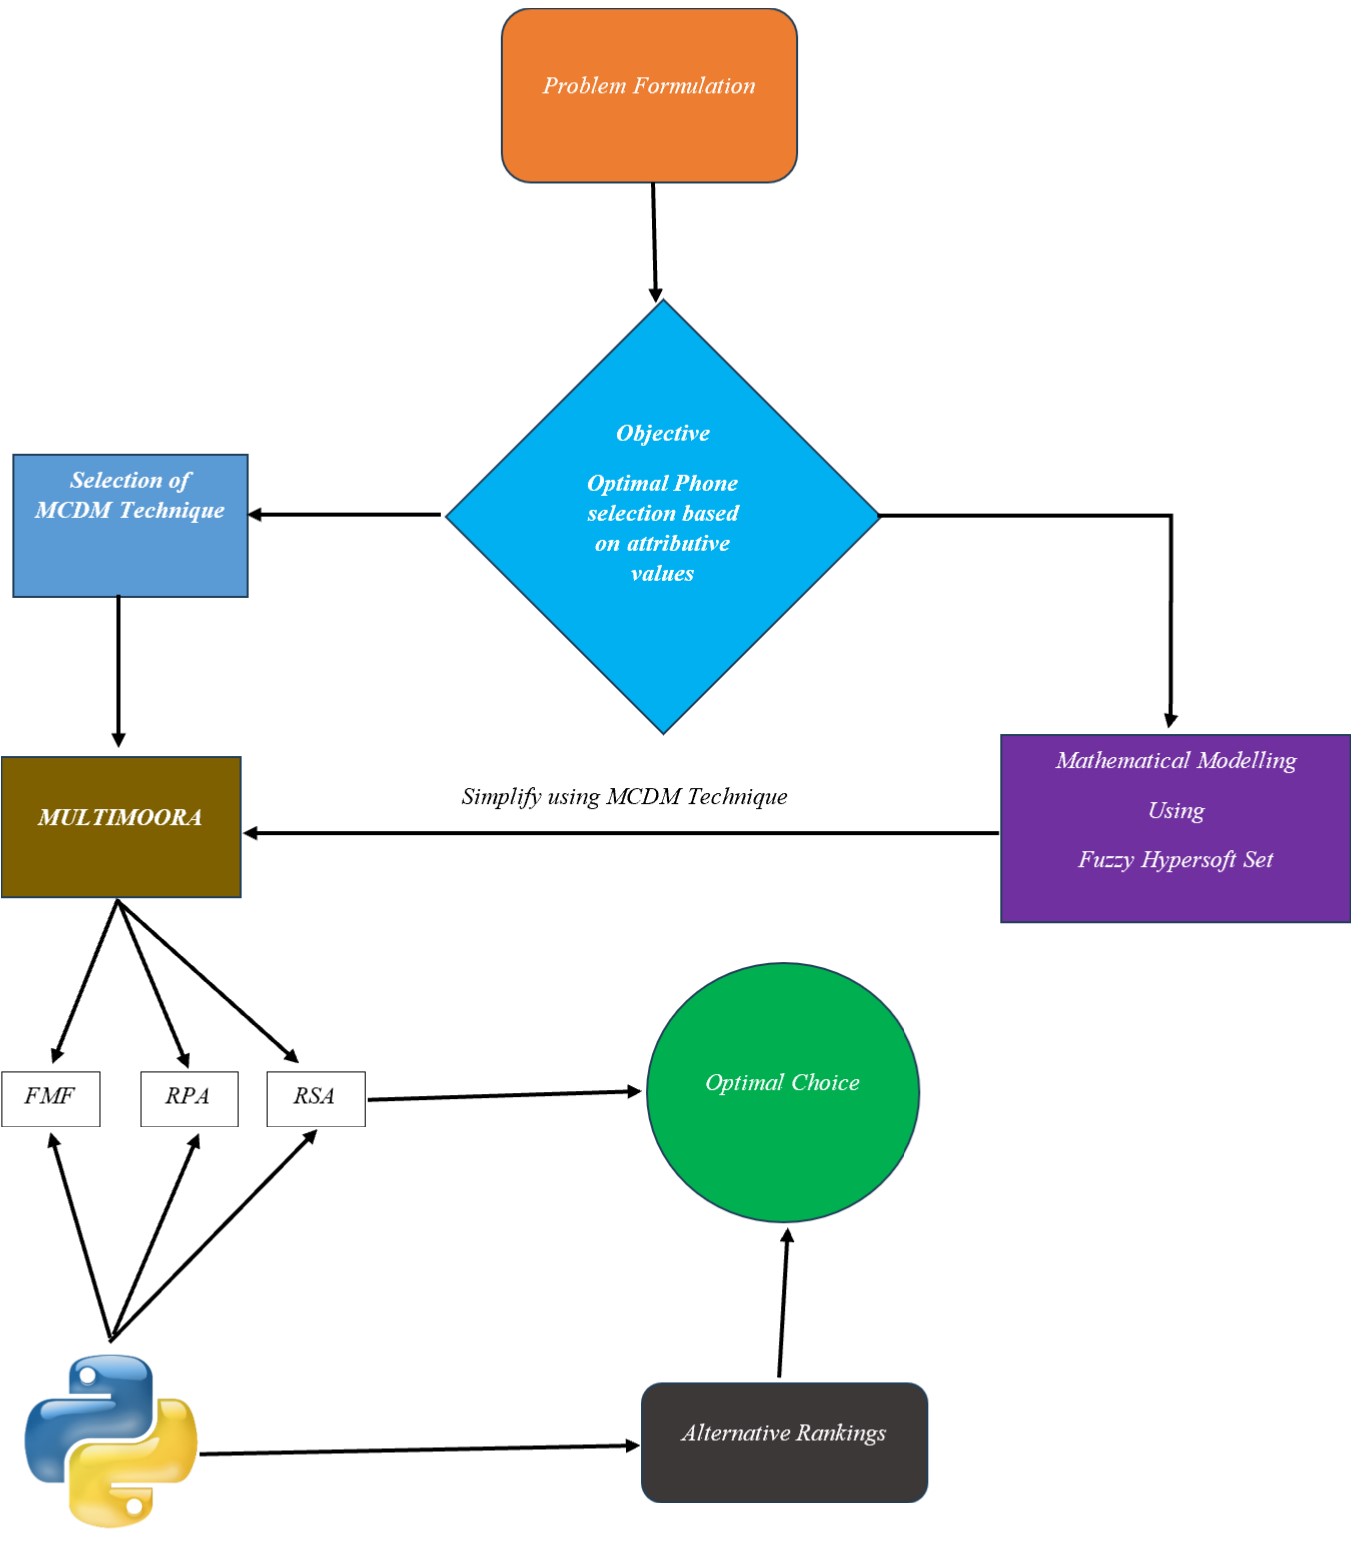 Problem Formulation
Objective
Optimal Phone
selection based
on attributive
values
Selection of
MCDM Technique
MULTIMOORA
Simplify using MCDM Technique
Mathematical Modelling
Using
Fuzzy Hypersoft Set
FMF
RPA
RSA
Optimal Choice
Alternative Rankings